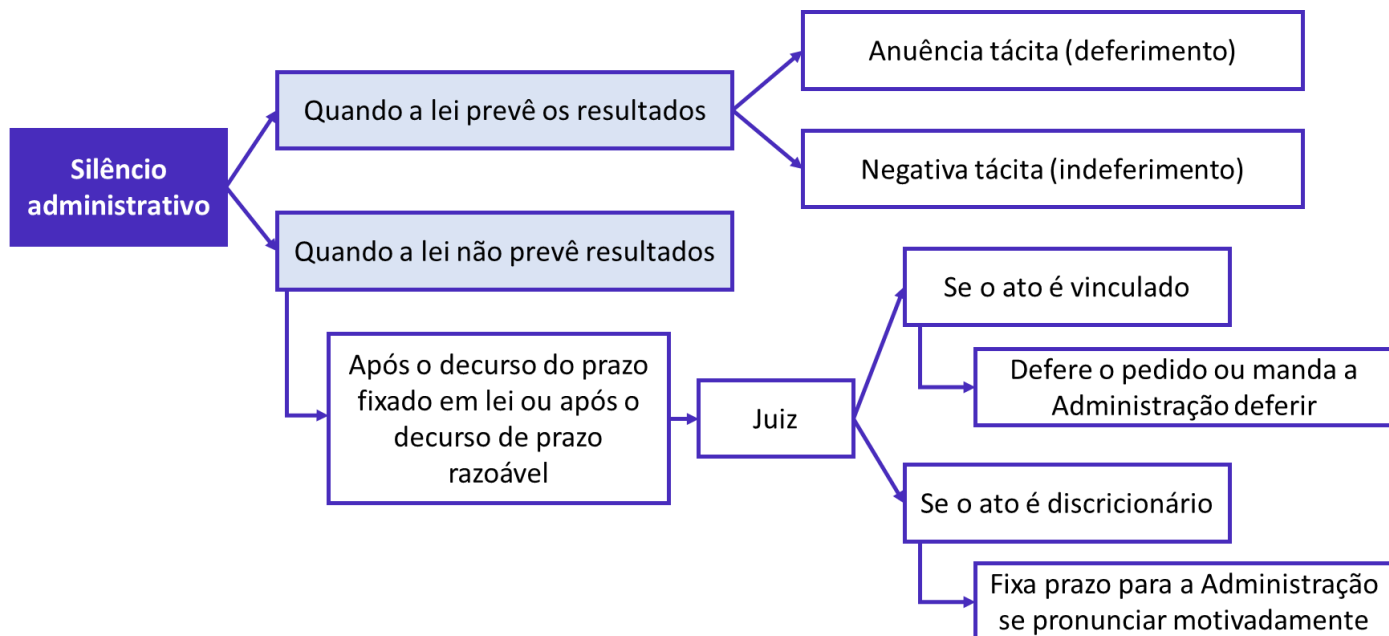 Silêncio
administrativo
Quando a lei prevê os resultados
Anuência tácita (deferimento)
Negativa tácita (indeferimento)
Quando a lei não prevê resultados
Após o decurso do prazo
fixado em lei ou após o
decurso de prazo
razoável
Juiz
Se o ato é vinculado
Defere o pedido ou manda a
Administração deferir
Se o ato é discricionário
Fixa prazo para a Administração
se pronunciar motivadamente